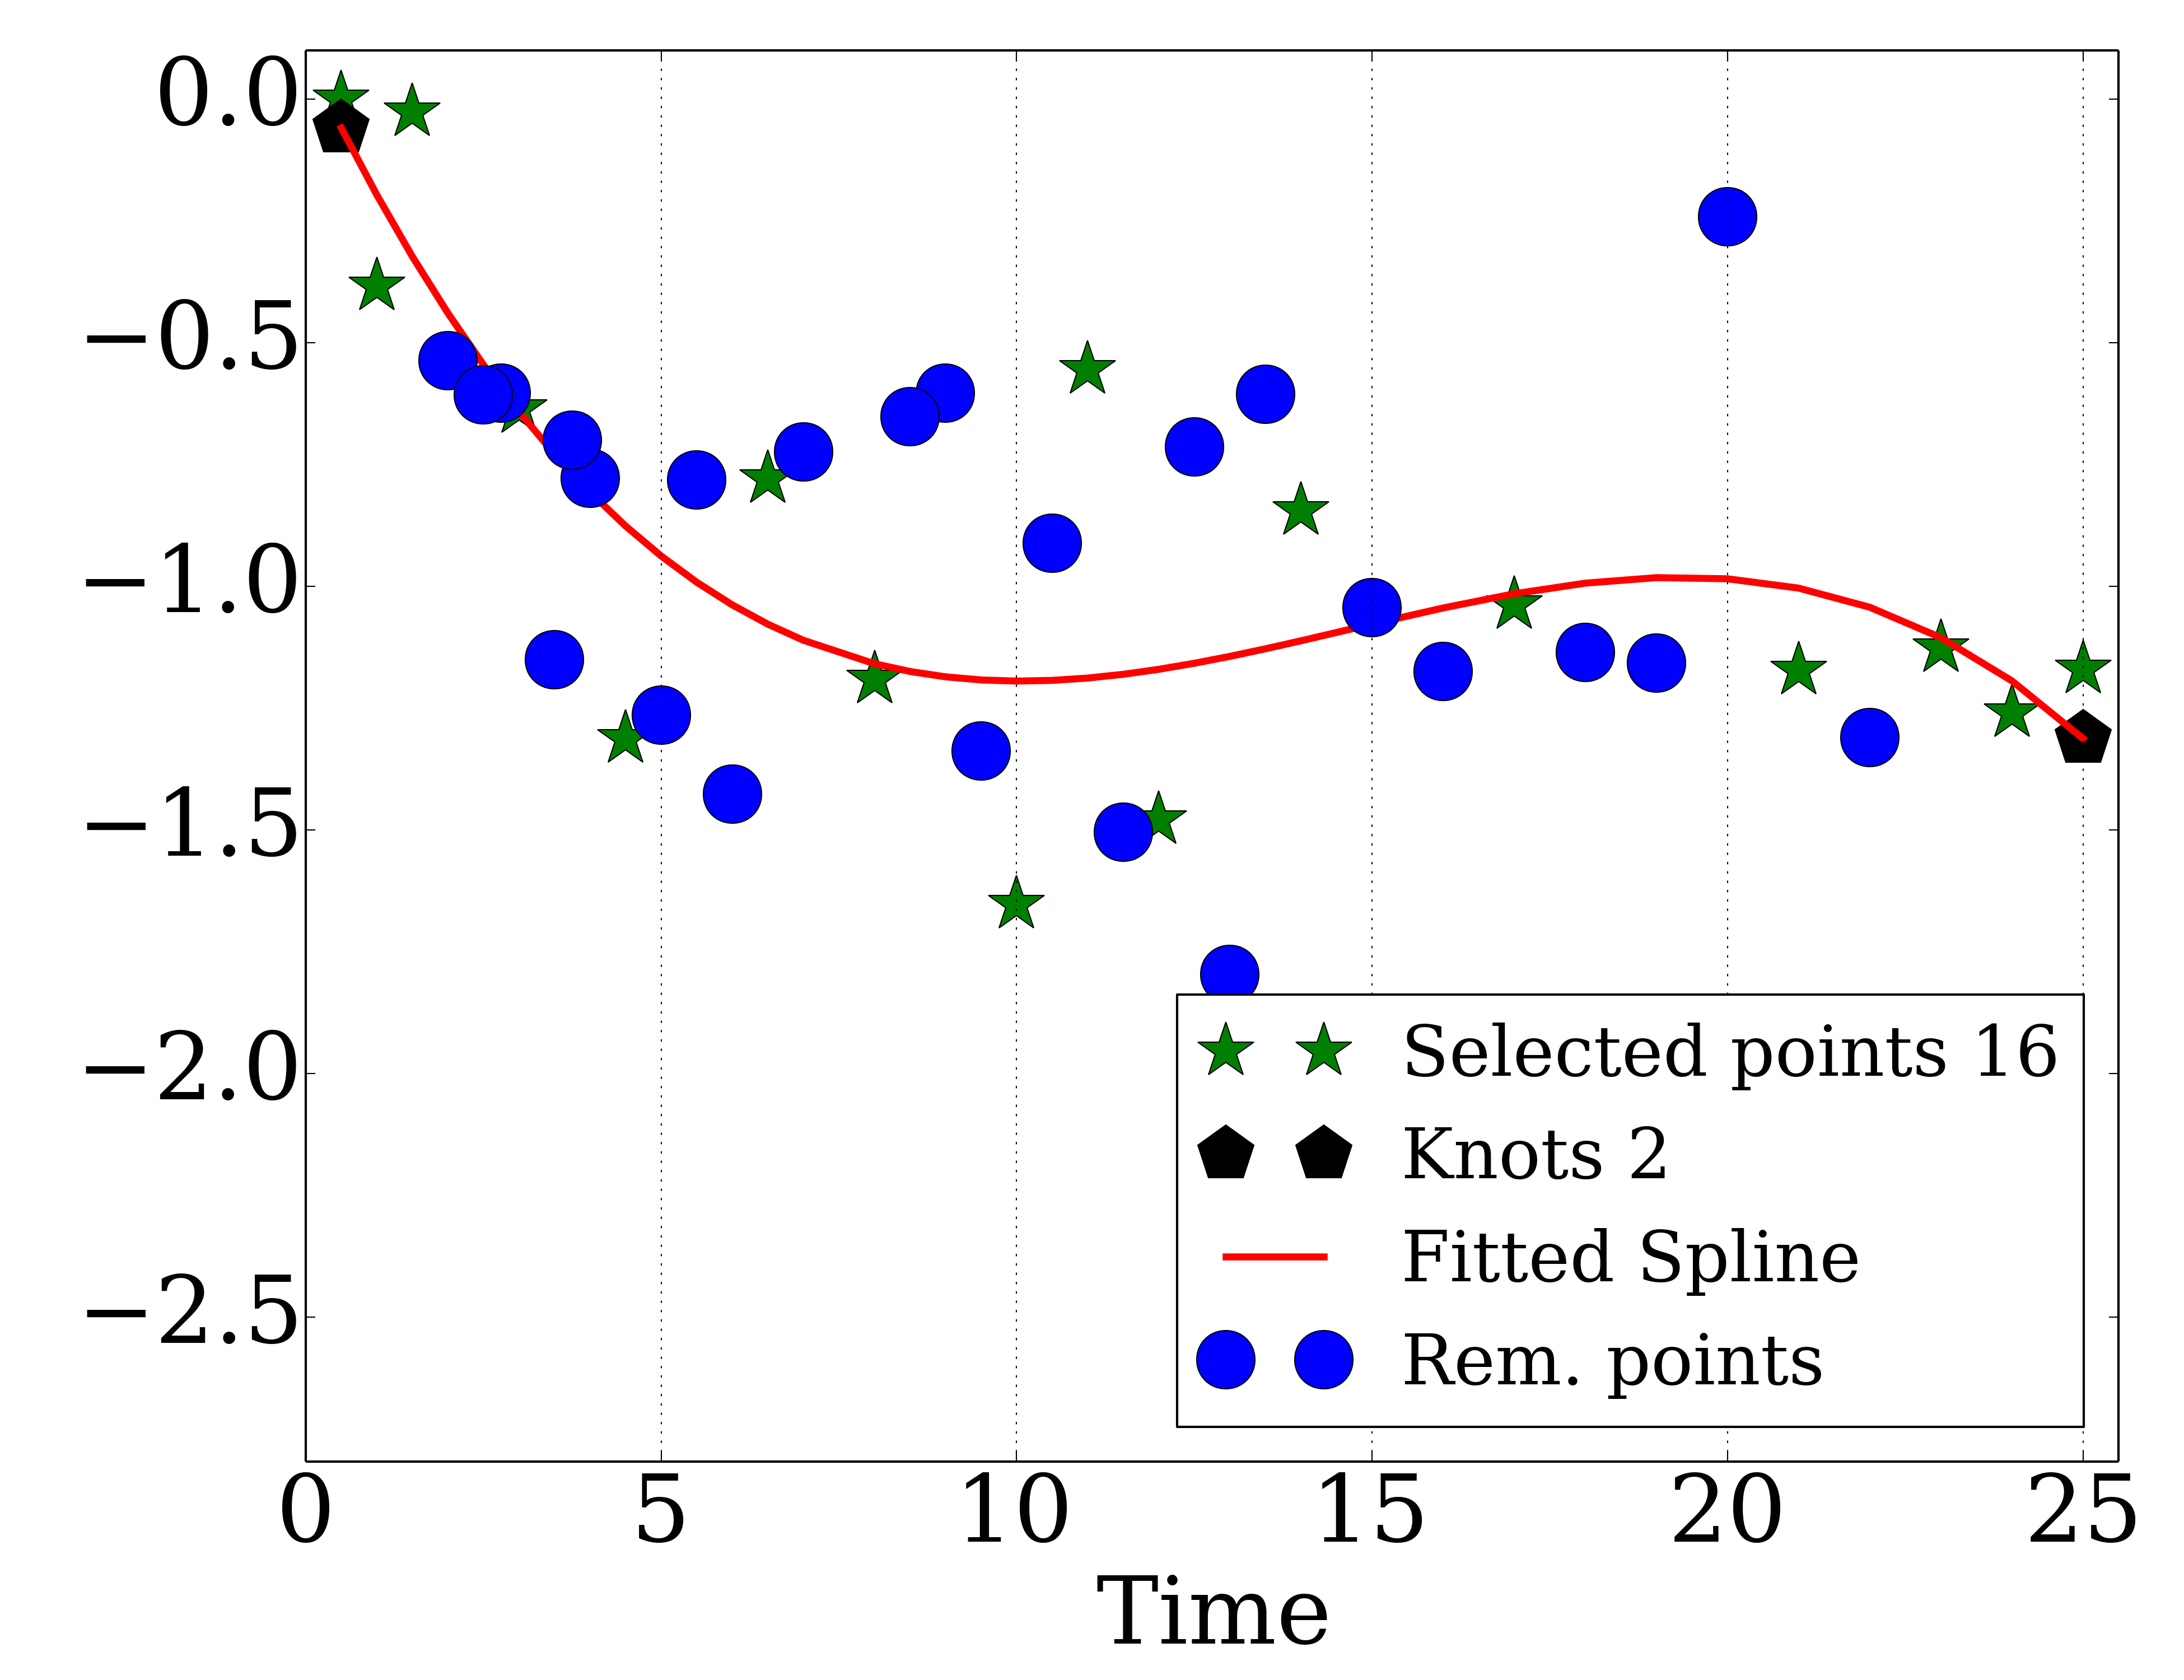 0.0
−0.5
−1.0
−1.5
−2.0
−2.5
Selected points 16
Knots 2
Fitted Spline
Rem. points
0 5 10 15 20 25
Time